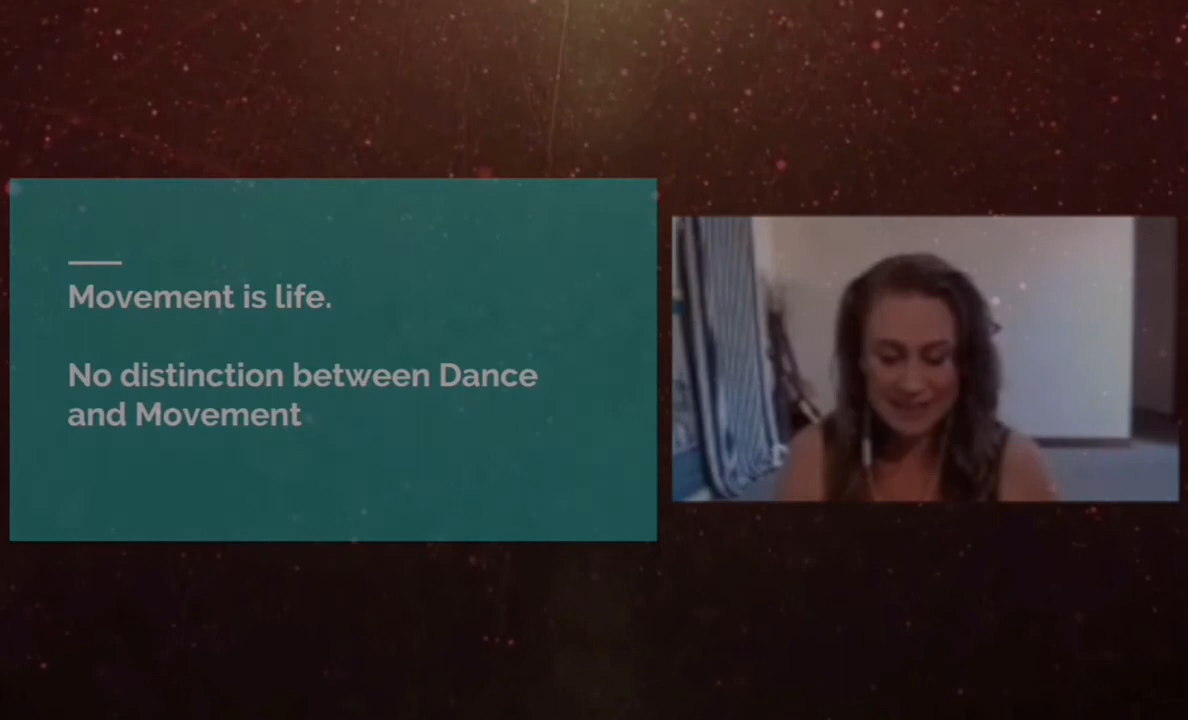 Movement is life.
No distinction between Dance
and Movement